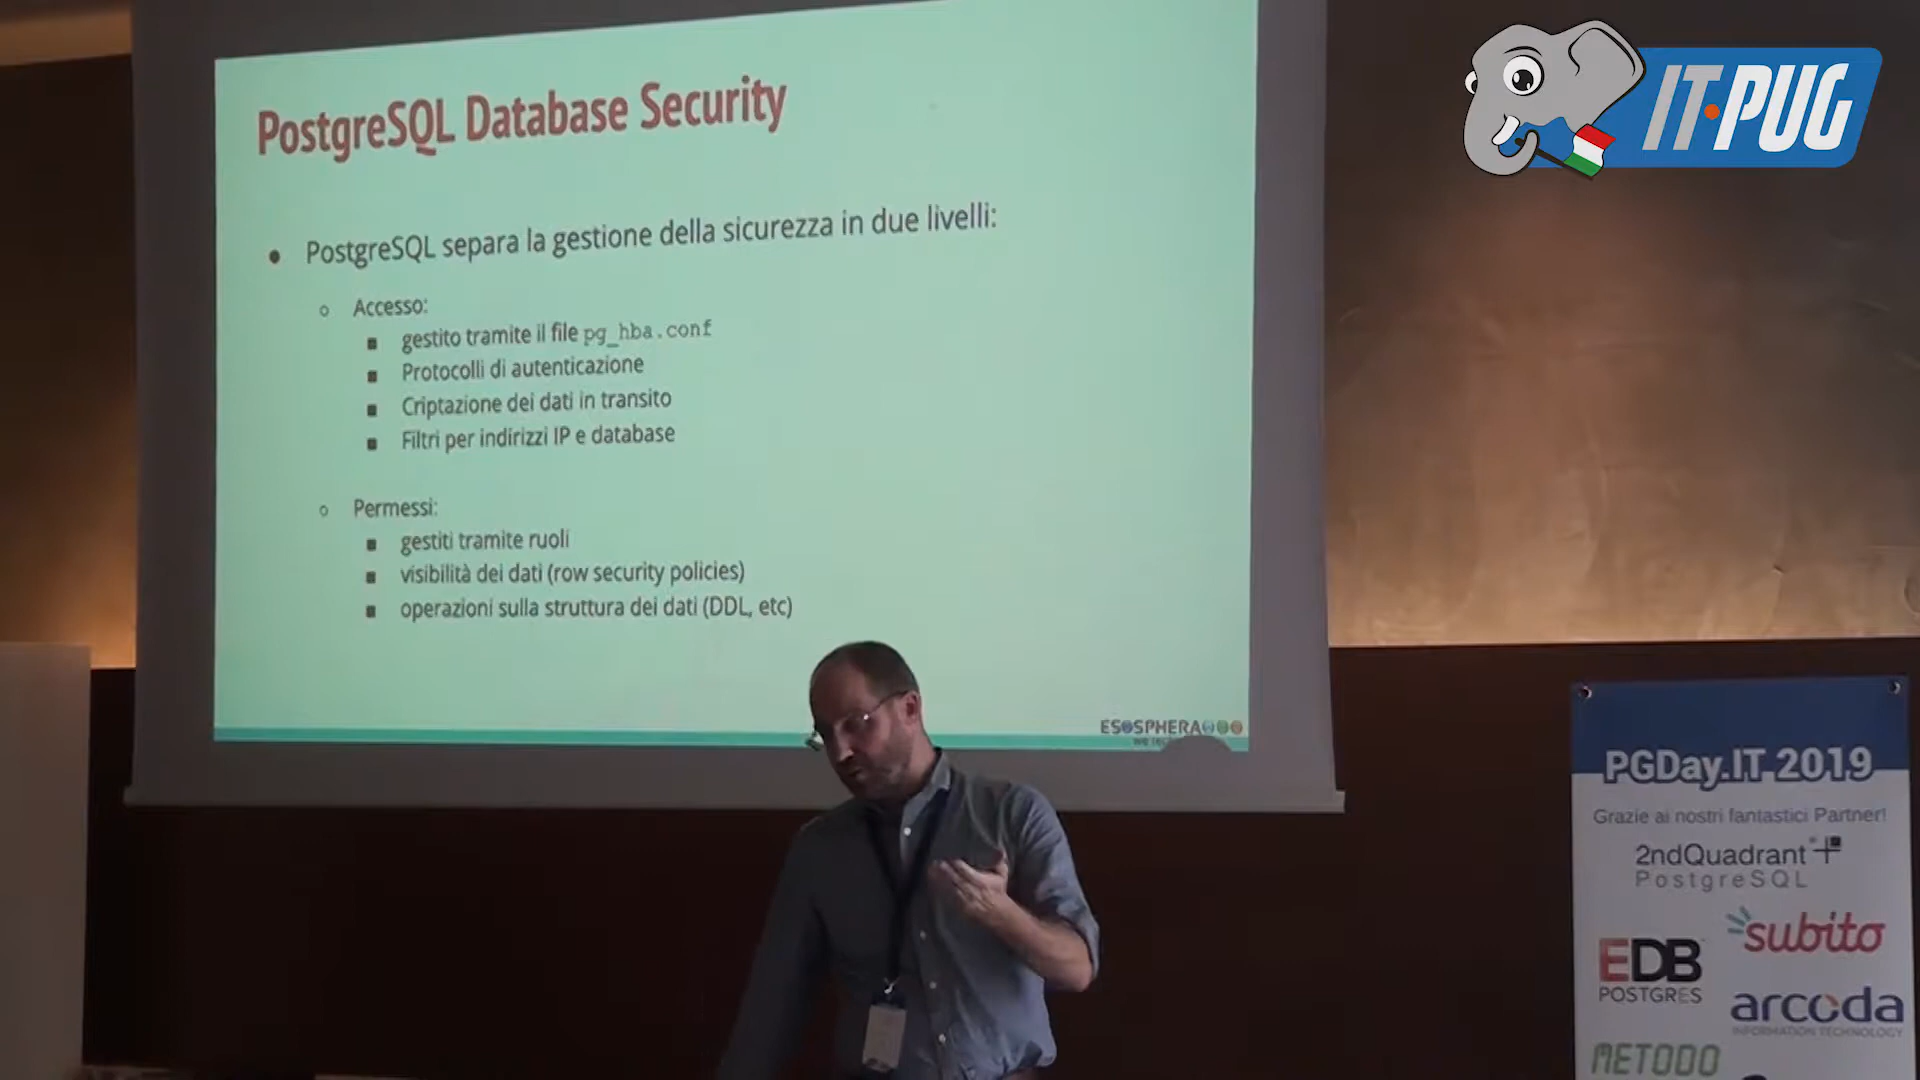 PostgreSQL Database Security
● PostgreSQL separa la gestione della sicurezza in due livelli:
○ Accesso:
■ gestito tramite il file pg_hba.conf
■ Protocolli di autenticazione
■ Criptazione dei dati in transito
■ Filtri per indirizzi IP e database
○ Permessi:
■ gestiti tramite ruoli
■ visibilità dei dati (row security policies)
■ operazioni sulla struttura dei dati (DDL, etc)
ESOSPHERA
IT·PUG
PGDay.IT 2019
Grazie ai nostri fantastici Partner!
2ndQuadrant
PostgreSQL
subito
EDB
POSTGRES
arcoda
INFORMATION TECHNOLOGY
METODO